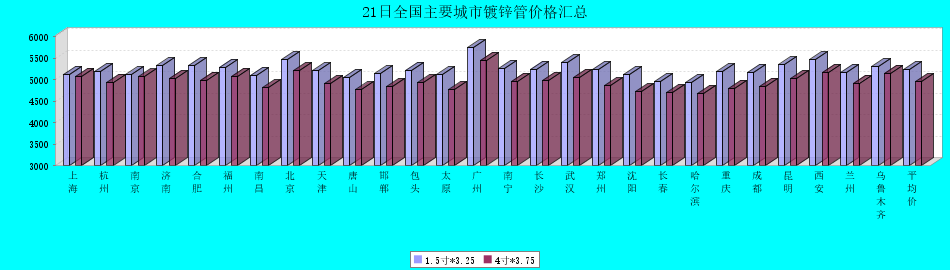 21日全国主要城市镀锌管价格汇总
6000
5500
5000
4500
4000
3500
3000
上海 杭州 南京 济南 合肥 福州 南昌 北京 天津 唐山 邯郸 包头 太原 广州 南宁 长沙 武汉 郑州 沈阳 长春 哈尔滨 重庆 成都 昆明 西安 兰州 乌鲁木齐 平均价
1.5寸*3.25 4寸*3.75